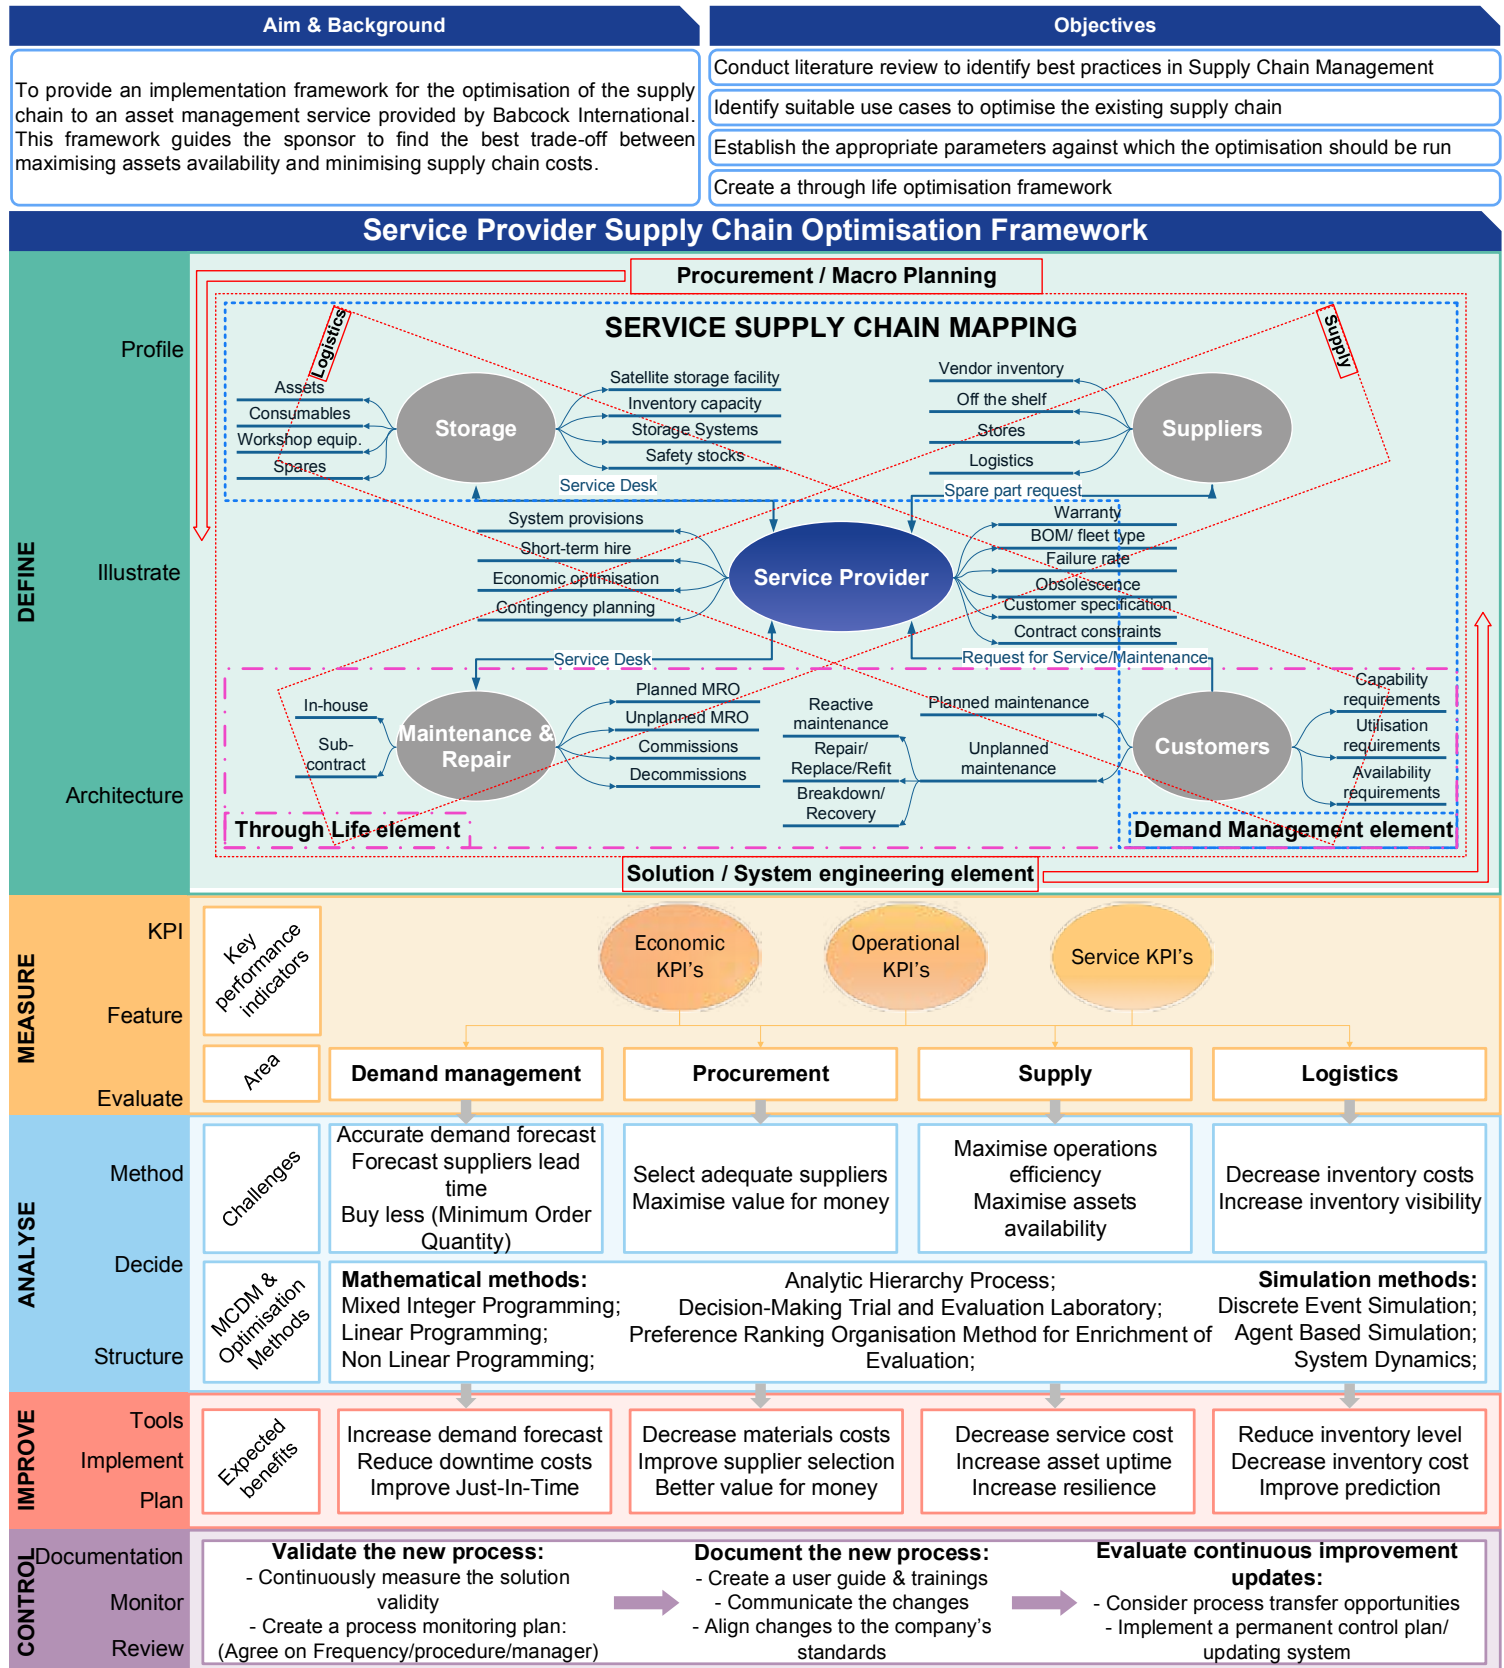 Aim & Background
To provide an implementation framework for the optimisation of the supply
chain to an asset management service provided by Babcock International.
This framework guides the sponsor to find the best trade-off between
maximising assets availability and minimising supply chain costs.
Objectives
Conduct literature review to identify best practices in Supply Chain Management
Identify suitable use cases to optimise the existing supply chain
Establish the appropriate parameters against which the optimisation should be run
Create a through life optimisation framework
Service Provider Supply Chain Optimisation Framework
DEFINE
Profile
Illustrate
Architecture
Procurement / Macro Planning
SERVICE SUPPLY CHAIN MAPPING
Logistics
Supply
Assets
Consumables
Workshop equip.
Spares
Storage
Satellite storage facility
Inventory capacity
Storage Systems
Safety stocks
Vendor inventory
Off the shelf
Stores
Logistics
Suppliers
Service Desk
Spare part request
System provisions
Short-term hire
Economic optimisation
Contingency planning
Service Provider
Warranty
BOM/ fleet type
Failure rate
Obsolescence
Customer specification
Contract constraints
Service Desk
Request for Service/Maintenance
In-house
Sub-
contract
Maintenance &
Repair
Planned MRO
Unplanned MRO
Commissions
Decommissions
Reactive
maintenance
Repair/
Replace/Refit
Breakdown/
Recovery
Planned maintenance
Unplanned
maintenance
Customers
Capability
requirements
Utilisation
requirements
Availability
requirements
Through Life element
Demand Management element
Solution / System engineering element
MEASURE
KPI
Feature
Evaluate
Key
performance
indicators
Economic
KPI's
Operational
KPI's
Service KPI's
Area
Demand management
Procurement
Supply
Logistics
ANALYSE
Method
Decide
Structure
Challenges
Accurate demand forecast
Forecast suppliers lead
time
Buy less (Minimum Order
Quantity)
Select adequate suppliers
Maximise value for money
Maximise operations
efficiency
Maximise assets
availability
Decrease inventory costs
Increase inventory visibility
MCDM &
Optimisation
Methods
Mathematical methods:
Mixed Integer Programming;
Linear Programming;
Non Linear Programming;
Analytic Hierarchy Process;
Decision-Making Trial and Evaluation Laboratory;
Preference Ranking Organisation Method for Enrichment of
Evaluation;
Simulation methods:
Discrete Event Simulation;
Agent Based Simulation;
System Dynamics;
IMPROVE
Tools
Implement
Plan
Expected
benefits
Increase demand forecast
Reduce downtime costs
Improve Just-In-Time
Decrease materials costs
Improve supplier selection
Better value for money
Decrease service cost
Increase asset uptime
Increase resilience
Reduce inventory level
Decrease inventory cost
Improve prediction
CONTROL
Documentation
Monitor
Review
Validate the new process:
- Continuously measure the solution
validity
- Create a process monitoring plan:
(Agree on Frequency/procedure/manager)
Document the new process:
- Create a user guide & trainings
- Communicate the changes
- Align changes to the company's
standards
Evaluate continuous improvement
updates:
- Consider process transfer opportunities
- Implement a permanent control plan/
updating system